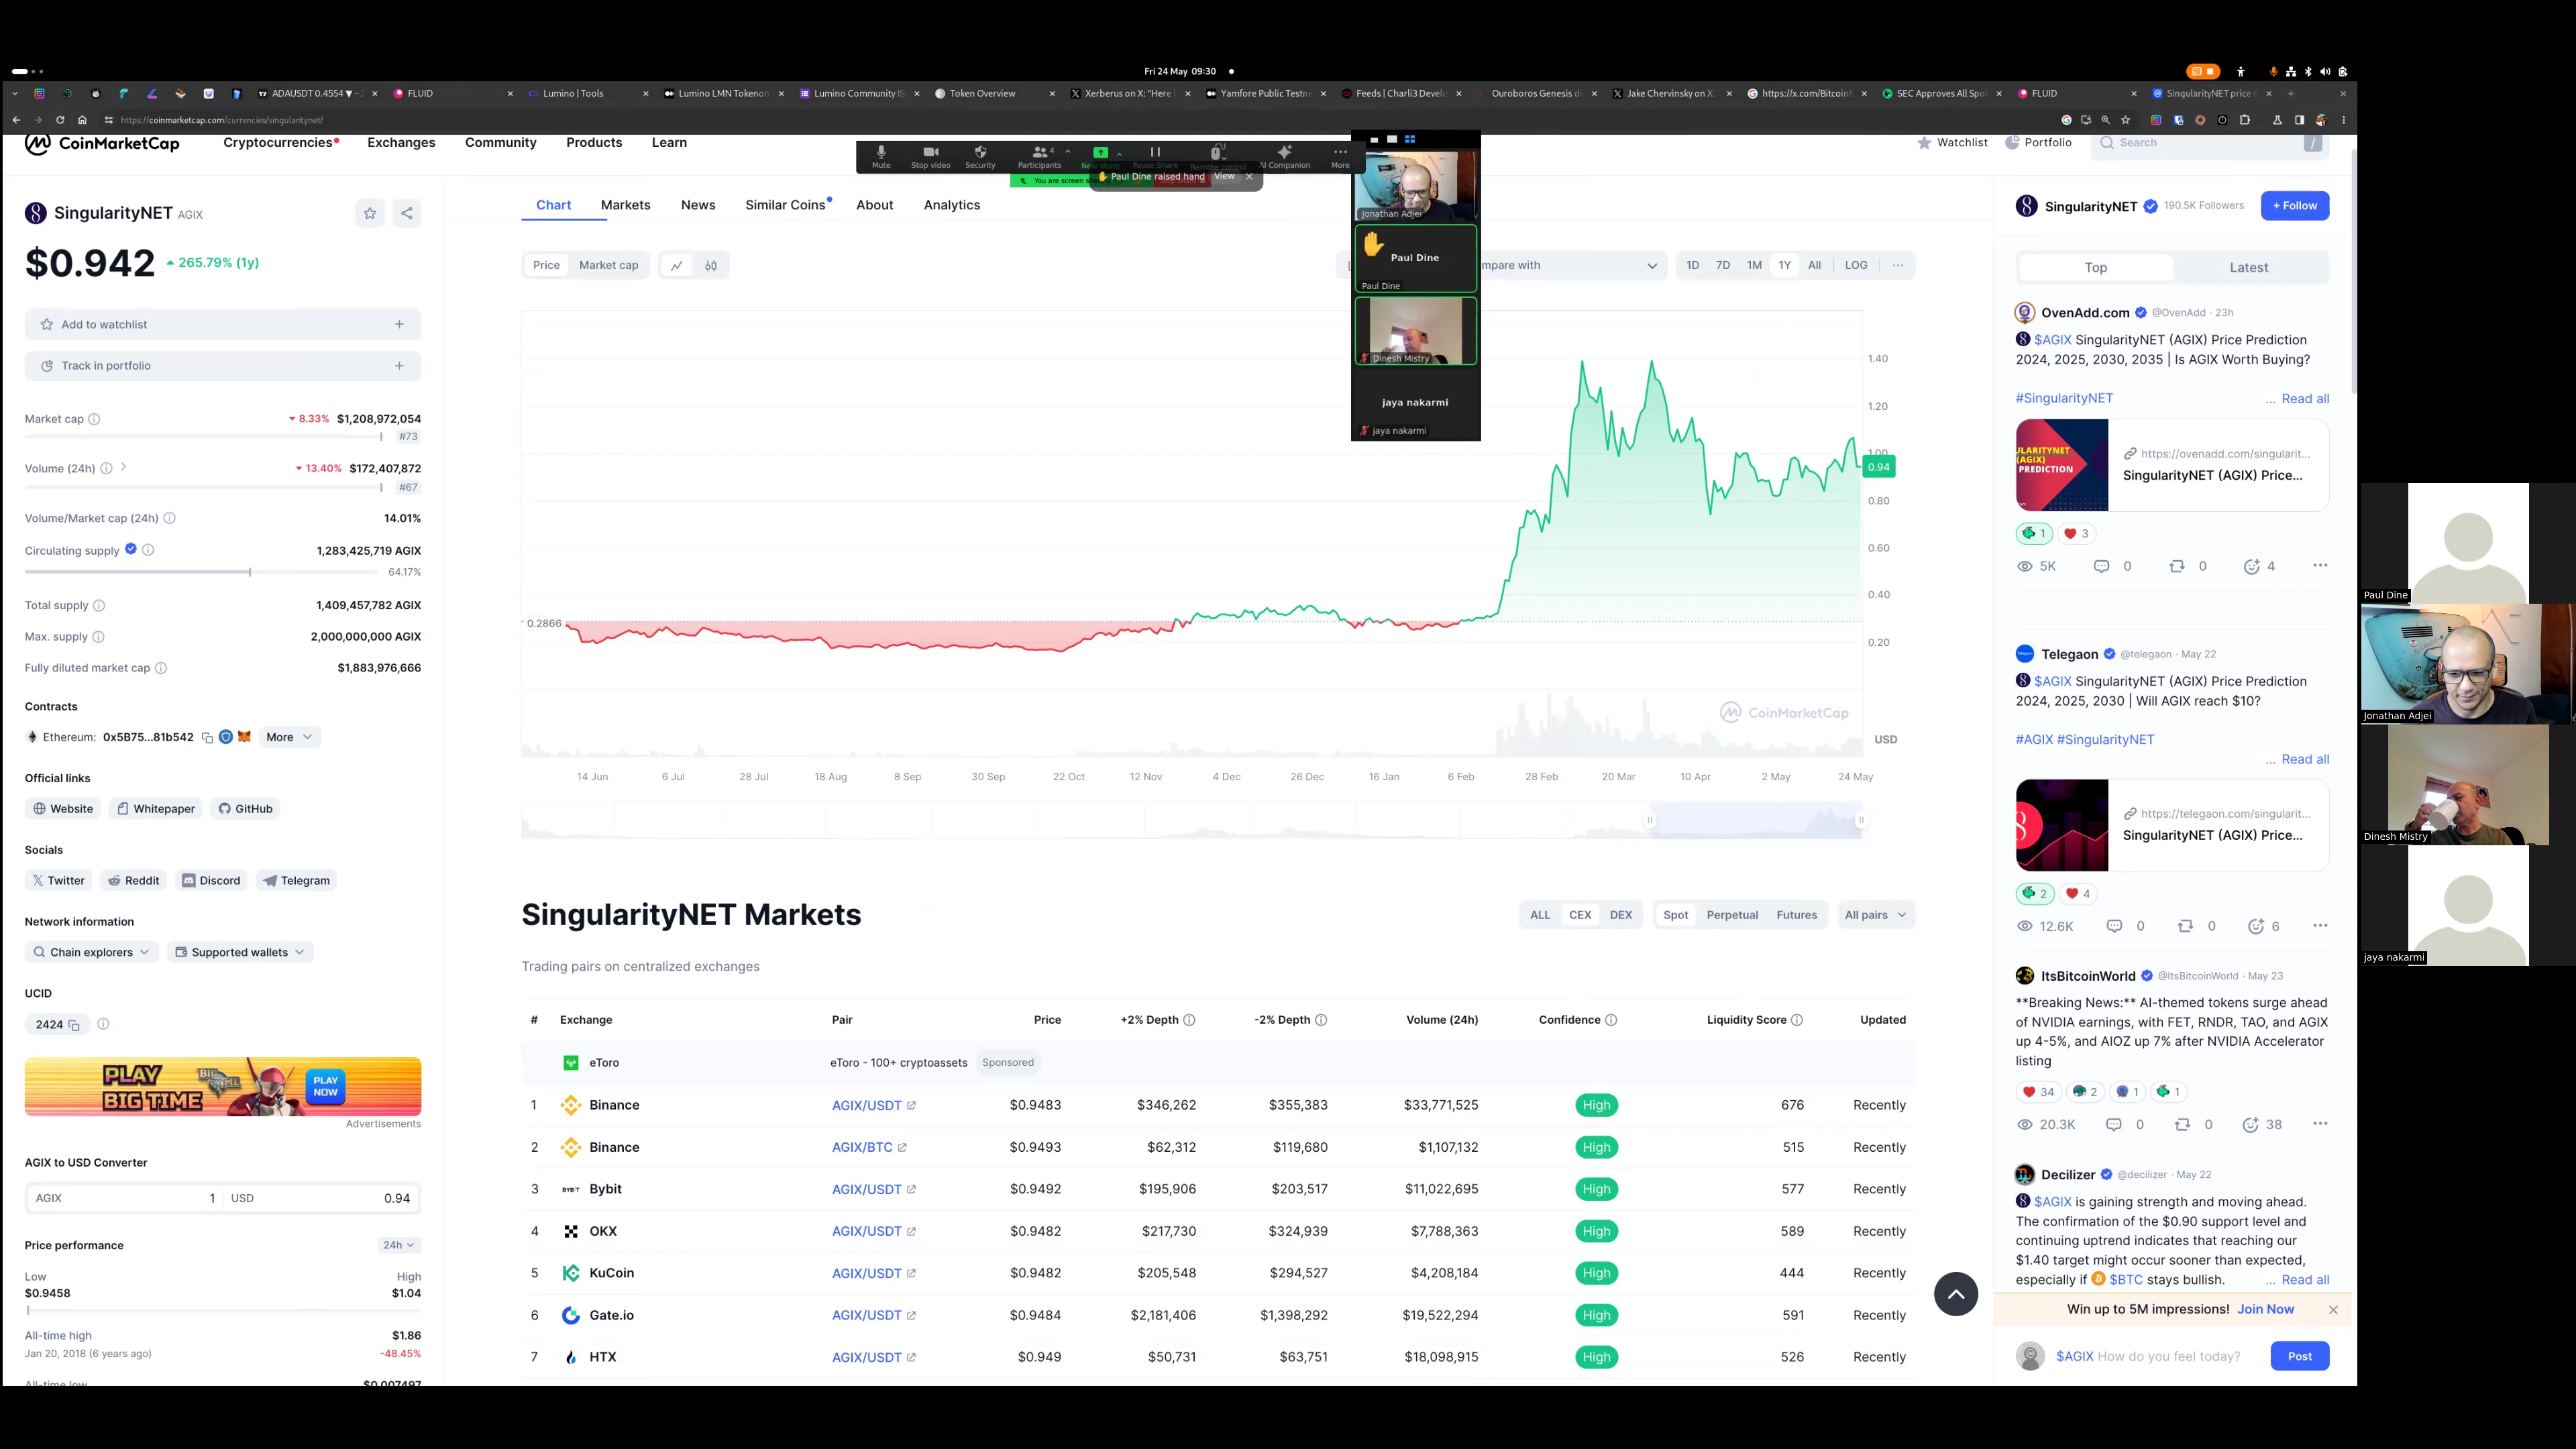 Fri 24 May 09:30
ADAUSDT 0.4554
FLUID
Lumino | Tools
Lumino LMN Tokenom
Lumino Community IS
Token Overview
Xerberus on X: "Here i
Yamfore Public Testne
Feeds | Charli3 Develo
Ouroboros Genesis de
Jake Chervinsky on X:
https://x.com/BitcoinN
SEC Approves All Spot
FLUID
SingularityNET price t
https://coinmarketcap.com/currencies/singularitynet/
CoinMarketCap
Cryptocurrencies
Exchanges
Community
Products
Learn
Watchlist
Portfolio
Search
/
Mute
Stop video
Security
Participants
4
New share
Pause Share
Remote control
AI Companion
More
You are screen
Paul Dine raised hand
View
Jonathan Adjei
Paul Dine
Paul Dine
Dinesh Mistry
jaya nakarmi
jaya nakarmi
SingularityNET AGIX
$0.942
265.79% (1y)
Add to watchlist
Track in portfolio
Market cap
8.33% $1,208,972,054
#73
Volume (24h)
13.40% $172,407,872
#67
Volume/Market cap (24h)
14.01%
Circulating supply
1,283,425,719 AGIX
64.17%
Total supply
1,409,457,782 AGIX
Max. supply
2,000,000,000 AGIX
Fully diluted market cap
$1,883,976,666
Contracts
Ethereum: 0x5B75...81b542
More
Official links
Website
Whitepaper
GitHub
Socials
Twitter
Reddit
Discord
Telegram
Network information
Chain explorers
Supported wallets
UCID
2424
PLAY
BIG TIME
BIG TIME
PLAY
NOW
Advertisements
AGIX to USD Converter
AGIX 1 USD 0.94
Price performance
24h
Low
High
$0.9458
$1.04
All-time high
$1.86
Jan 20, 2018 (6 years ago)
-48.45%
All-time low
$0.007497
Chart
Markets
News
Similar Coins
About
Analytics
Price
Market cap
mpare with
1D
7D
1M
1Y
All
LOG
1.40
1.20
1.00
0.94
0.80
0.60
0.40
0.20
0.2866
CoinMarketCap
USD
14 Jun
6 Jul
28 Jul
18 Aug
8 Sep
30 Sep
22 Oct
12 Nov
4 Dec
26 Dec
16 Jan
6 Feb
28 Feb
20 Mar
10 Apr
2 May
24 May
SingularityNET Markets
ALL
CEX
DEX
Spot
Perpetual
Futures
All pairs
Trading pairs on centralized exchanges
# Exchange Pair Price +2% Depth -2% Depth Volume (24h) Confidence Liquidity Score Updated
eToro eToro - 100+ cryptoassets Sponsored
1 Binance AGIX/USDT $0.9483 $346,262 $355,383 $33,771,525 High 676 Recently
2 Binance AGIX/BTC $0.9493 $62,312 $119,680 $1,107,132 High 515 Recently
3 BYBIT Bybit AGIX/USDT $0.9492 $195,906 $203,517 $11,022,695 High 577 Recently
4 OKX AGIX/USDT $0.9482 $217,730 $324,939 $7,788,363 High 589 Recently
5 KuCoin AGIX/USDT $0.9482 $205,548 $294,527 $4,208,184 High 444 Recently
6 Gate.io AGIX/USDT $0.9484 $2,181,406 $1,398,292 $19,522,294 High 591 Recently
7 HTX AGIX/USDT $0.949 $50,731 $63,751 $18,098,915 High 526 Recently
SingularityNET
190.5K Followers
+ Follow
Top
Latest
OvenAdd.com @OvenAdd · 23h
$AGIX SingularityNET (AGIX) Price Prediction
2024, 2025, 2030, 2035 | Is AGIX Worth Buying?
#SingularityNET
... Read all
ULARITYNET
(AGIX)
PREDICTION
https://ovenadd.com/singularit...
SingularityNET (AGIX) Price...
1
3
5K
0
0
4
Telegaon @telegaon · May 22
$AGIX SingularityNET (AGIX) Price Prediction
2024, 2025, 2030 | Will AGIX reach $10?
#AGIX #SingularityNET
... Read all
https://telegaon.com/singularit...
SingularityNET (AGIX) Price...
2
4
12.6K
0
0
6
ItsBitcoinWorld @ItsBitcoinWorld · May 23
**Breaking News:** AI-themed tokens surge ahead
of NVIDIA earnings, with FET, RNDR, TAO, and AGIX
up 4-5%, and AIOZ up 7% after NVIDIA Accelerator
listing
34
2
1
1
20.3K
0
0
38
Decilizer @decilizer · May 22
$AGIX is gaining strength and moving ahead.
The confirmation of the $0.90 support level and
continuing uptrend indicates that reaching our
$1.40 target might occur sooner than expected,
especially if $BTC stays bullish.
... Read all
Win up to 5M impressions! Join Now
$AGIX How do you feel today?
Post
Paul Dine
Jonathan Adjei
Dinesh Mistry
jaya nakarmi